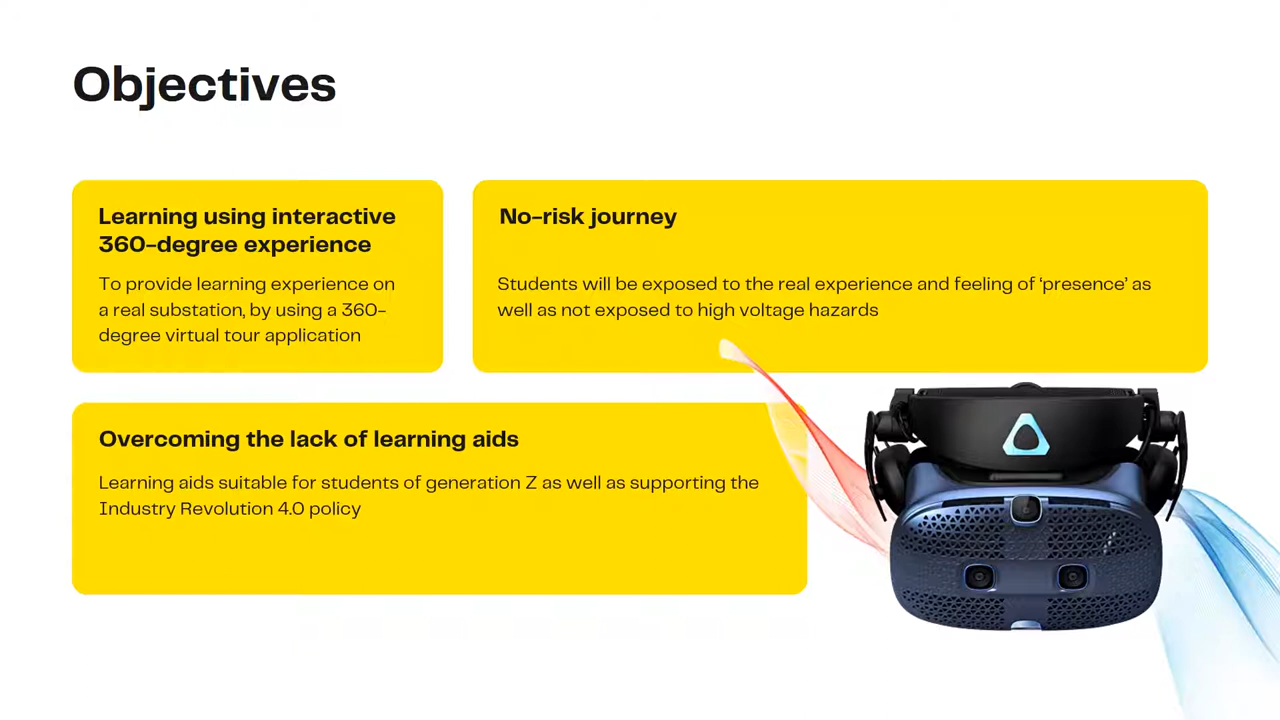 Objectives
Learning using interactive
360-degree experience
To provide learning experience on
a real substation, by using a 360-
degree virtual tour application
No-risk journey
Students will be exposed to the real experience and feeling of ‘presence’ as
well as not exposed to high voltage hazards
Overcoming the lack of learning aids
Learning aids suitable for students of generation Z as well as supporting the
Industry Revolution 4.0 policy